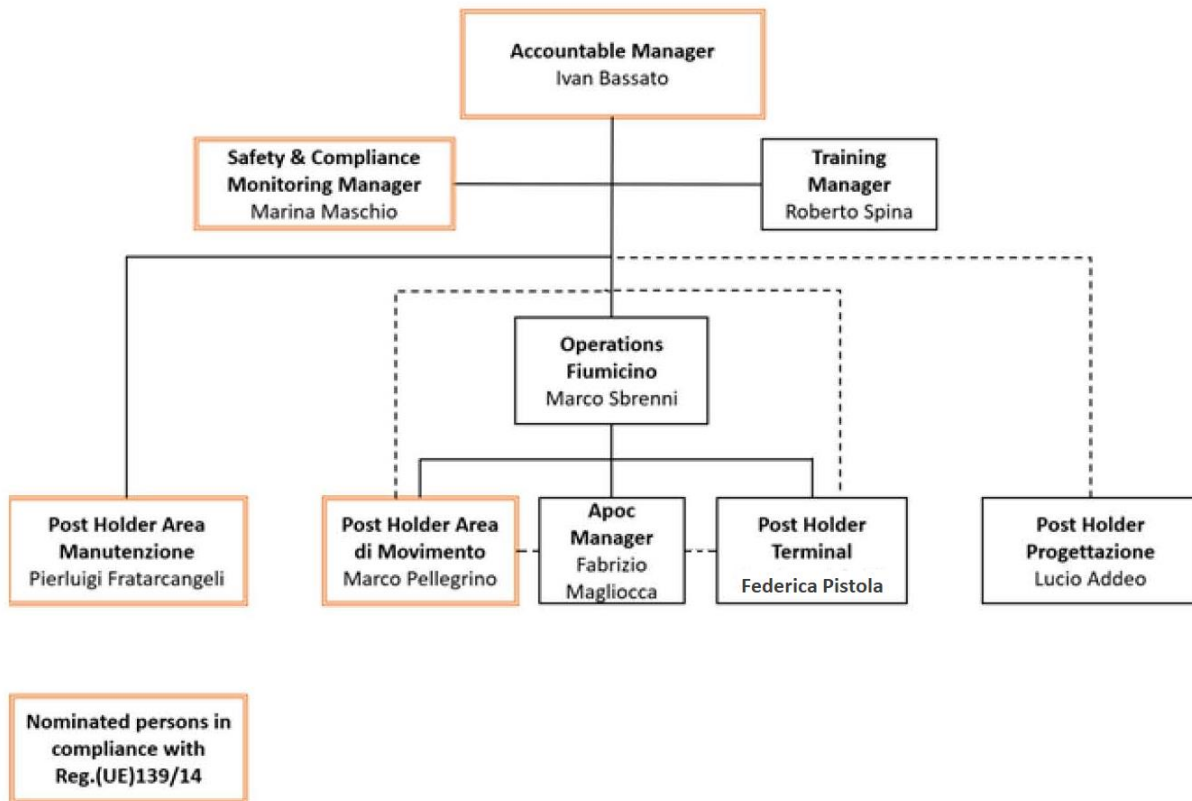 Accountable Manager
Ivan Bassato
Safety & Compliance
Monitoring Manager
Marina Maschio
Training
Manager
Roberto Spina
Operations
Fiumicino
Marco Sbrenni
Post Holder Area
Manutenzione
Pierluigi Fratarcangeli
Post Holder Area
di Movimento
Marco Pellegrino
Apoc
Manager
Fabrizio
Magliocca
Post Holder
Terminal
Federica Pistola
Post Holder
Progettazione
Lucio Addeo
Nominated persons in
compliance with
Reg.(UE)139/14